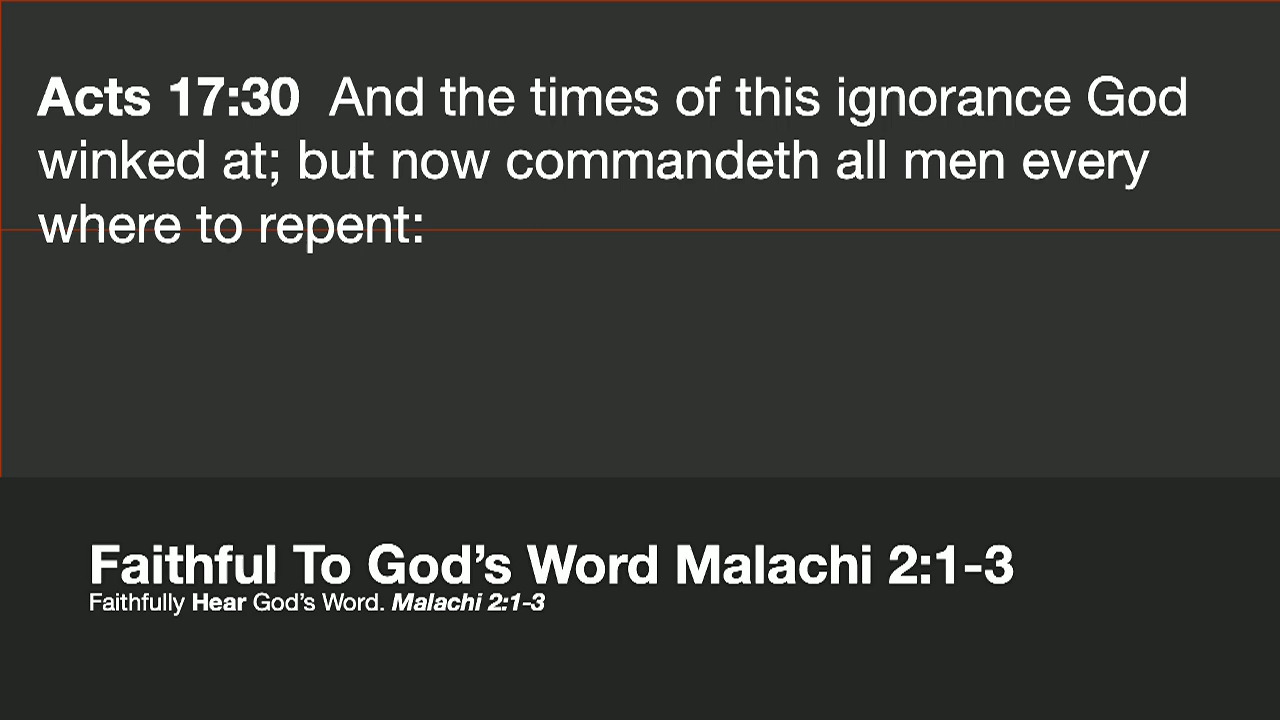 Acts 17:30 And the times of this ignorance God
winked at; but now commandeth all men every
where to repent:
Faithful To God’s Word Malachi 2:1-3
Faithfully Hear God’s Word. Malachi 2:1-3